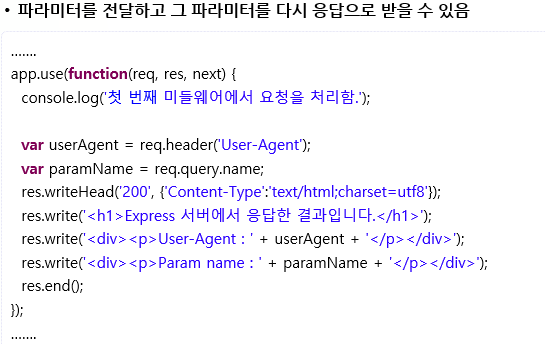 • 파라미터를 전달하고 그 파라미터를 다시 응답으로 받을 수 있음
.......
app.use(function(req, res, next) {
console.log('첫 번째 미들웨어에서 요청을 처리함.');
var userAgent = req.header('User-Agent');
var paramName = req.query.name;
res.writeHead('200', {'Content-Type':'text/html;charset=utf8'});
res.write('<h1>Express 서버에서 응답한 결과입니다.</h1>');
res.write('<div><p>User-Agent : ' + userAgent + '</p></div>');
res.write('<div><p>Param name : ' + paramName + '</p></div>');
res.end();
});
.......